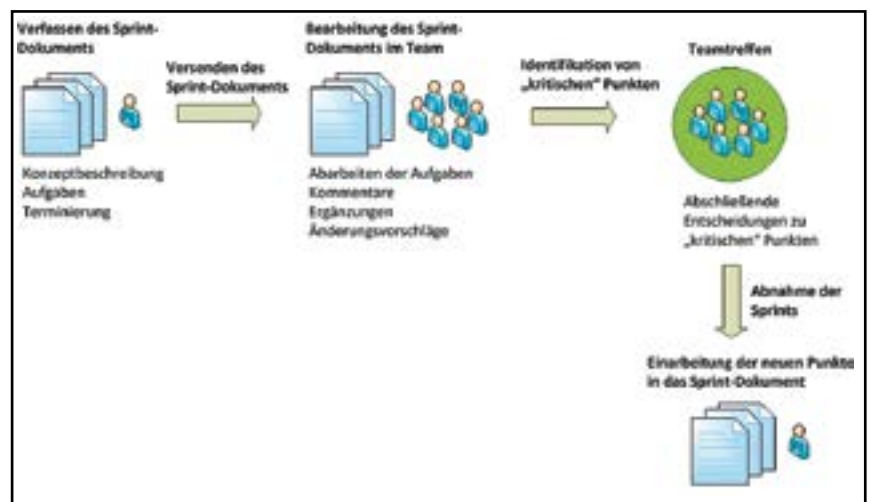 Verfassen des Sprint-
Dokuments
Versenden des
Sprint-Dokuments
Konzeptbeschreibung
Aufgaben
Terminierung
Bearbeitung des Sprint-
Dokuments im Team
Abarbeiten der Aufgaben
Kommentare
Ergänzungen
Änderungsvorschläge
Identifikation von
„kritischen“ Punkten
Teamtreffen
Abschließende
Entscheidungen zu
„kritischen“ Punkten
Abnahme der
Sprints
Einarbeitung der neuen Punkte
in das Sprint-Dokument